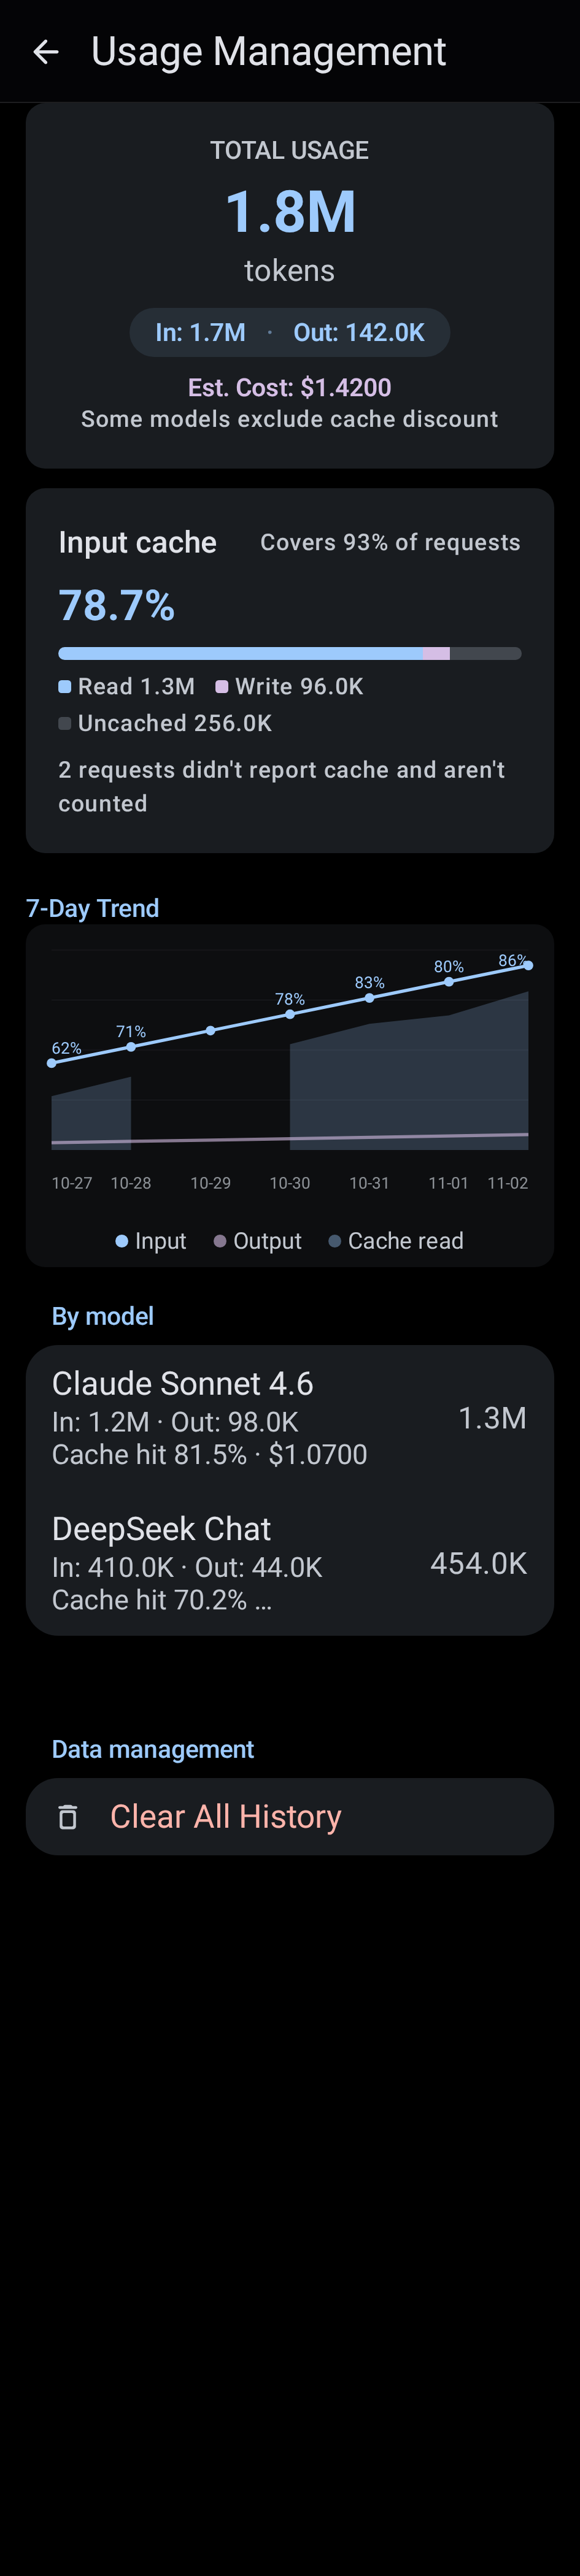 Usage Management
TOTAL USAGE
1.8M
tokens
In: 1.7M · Out: 142.0K
Est. Cost: $1.4200
Some models exclude cache discount
Input cache
Covers 93% of requests
78.7%
Read 1.3M
Write 96.0K
Uncached 256.0K
2 requests didn't report cache and aren't
counted
7-Day Trend
62%
71%
78%
83%
80%
86%
10-27
10-28
10-29
10-30
10-31
11-01
11-02
Input
Output
Cache read
By model
Claude Sonnet 4.6
In: 1.2M · Out: 98.0K
Cache hit 81.5% · $1.0700
1.3M
DeepSeek Chat
In: 410.0K · Out: 44.0K
Cache hit 70.2% …
454.0K
Data management
Clear All History